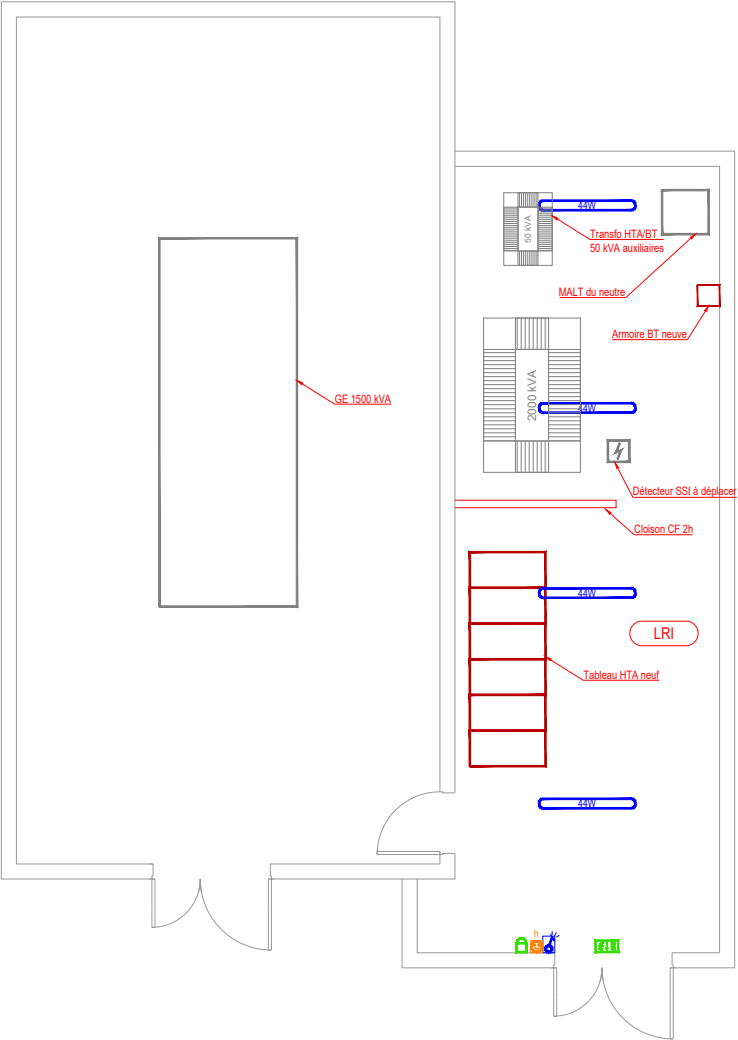 44W
50 kVA
Transfo HTA/BT
50 kVA auxiliaires
MALT du neutre
Armoire BT neuve
GE 1500 kVA
2000 kVA
44W
Détecteur SSI à déplacer
Cloison CF 2h
44W
LRI
Tableau HTA neuf
44W
h